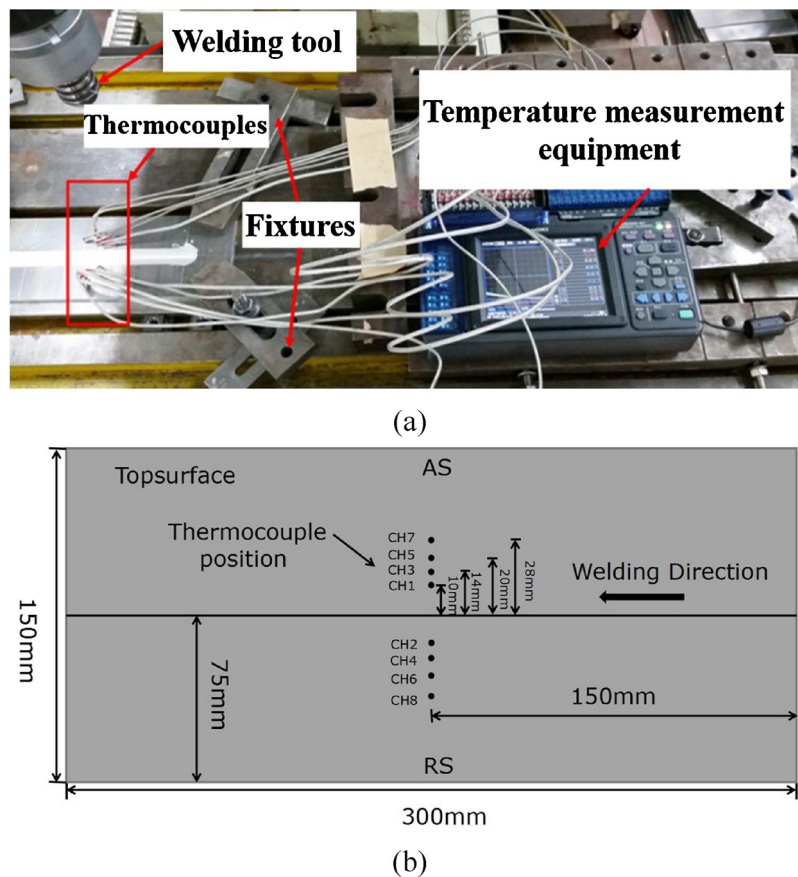 Welding tool
Thermocouples
Temperature measurement
equipment
Fixtures
(a)
Topsurface
AS
Thermocouple
position
CH7
CH5
CH3
CH1
10mm
14mm
20mm
28mm
Welding Direction
150mm
75mm
CH2
CH4
CH6
CH8
150mm
RS
300mm
(b)